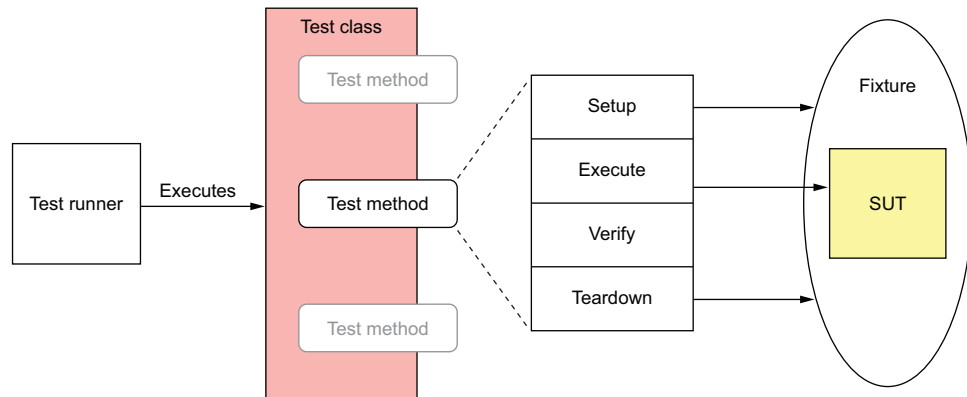 Test class
Test method
Test runner
Executes
Test method
Test method
Setup
Execute
Verify
Teardown
Fixture
SUT